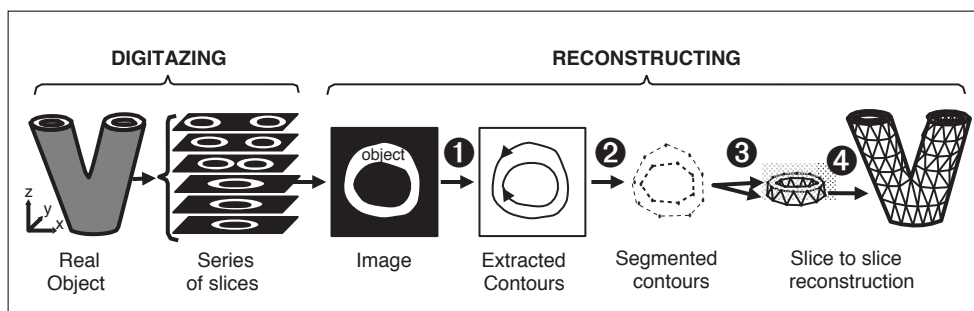 DIGITAZING
RECONSTRUCTING
object
❶
❷
❸
❹
z
y
x
Real
Object
Series
of slices
Image
Extracted
Contours
Segmented
contours
Slice to slice
reconstruction